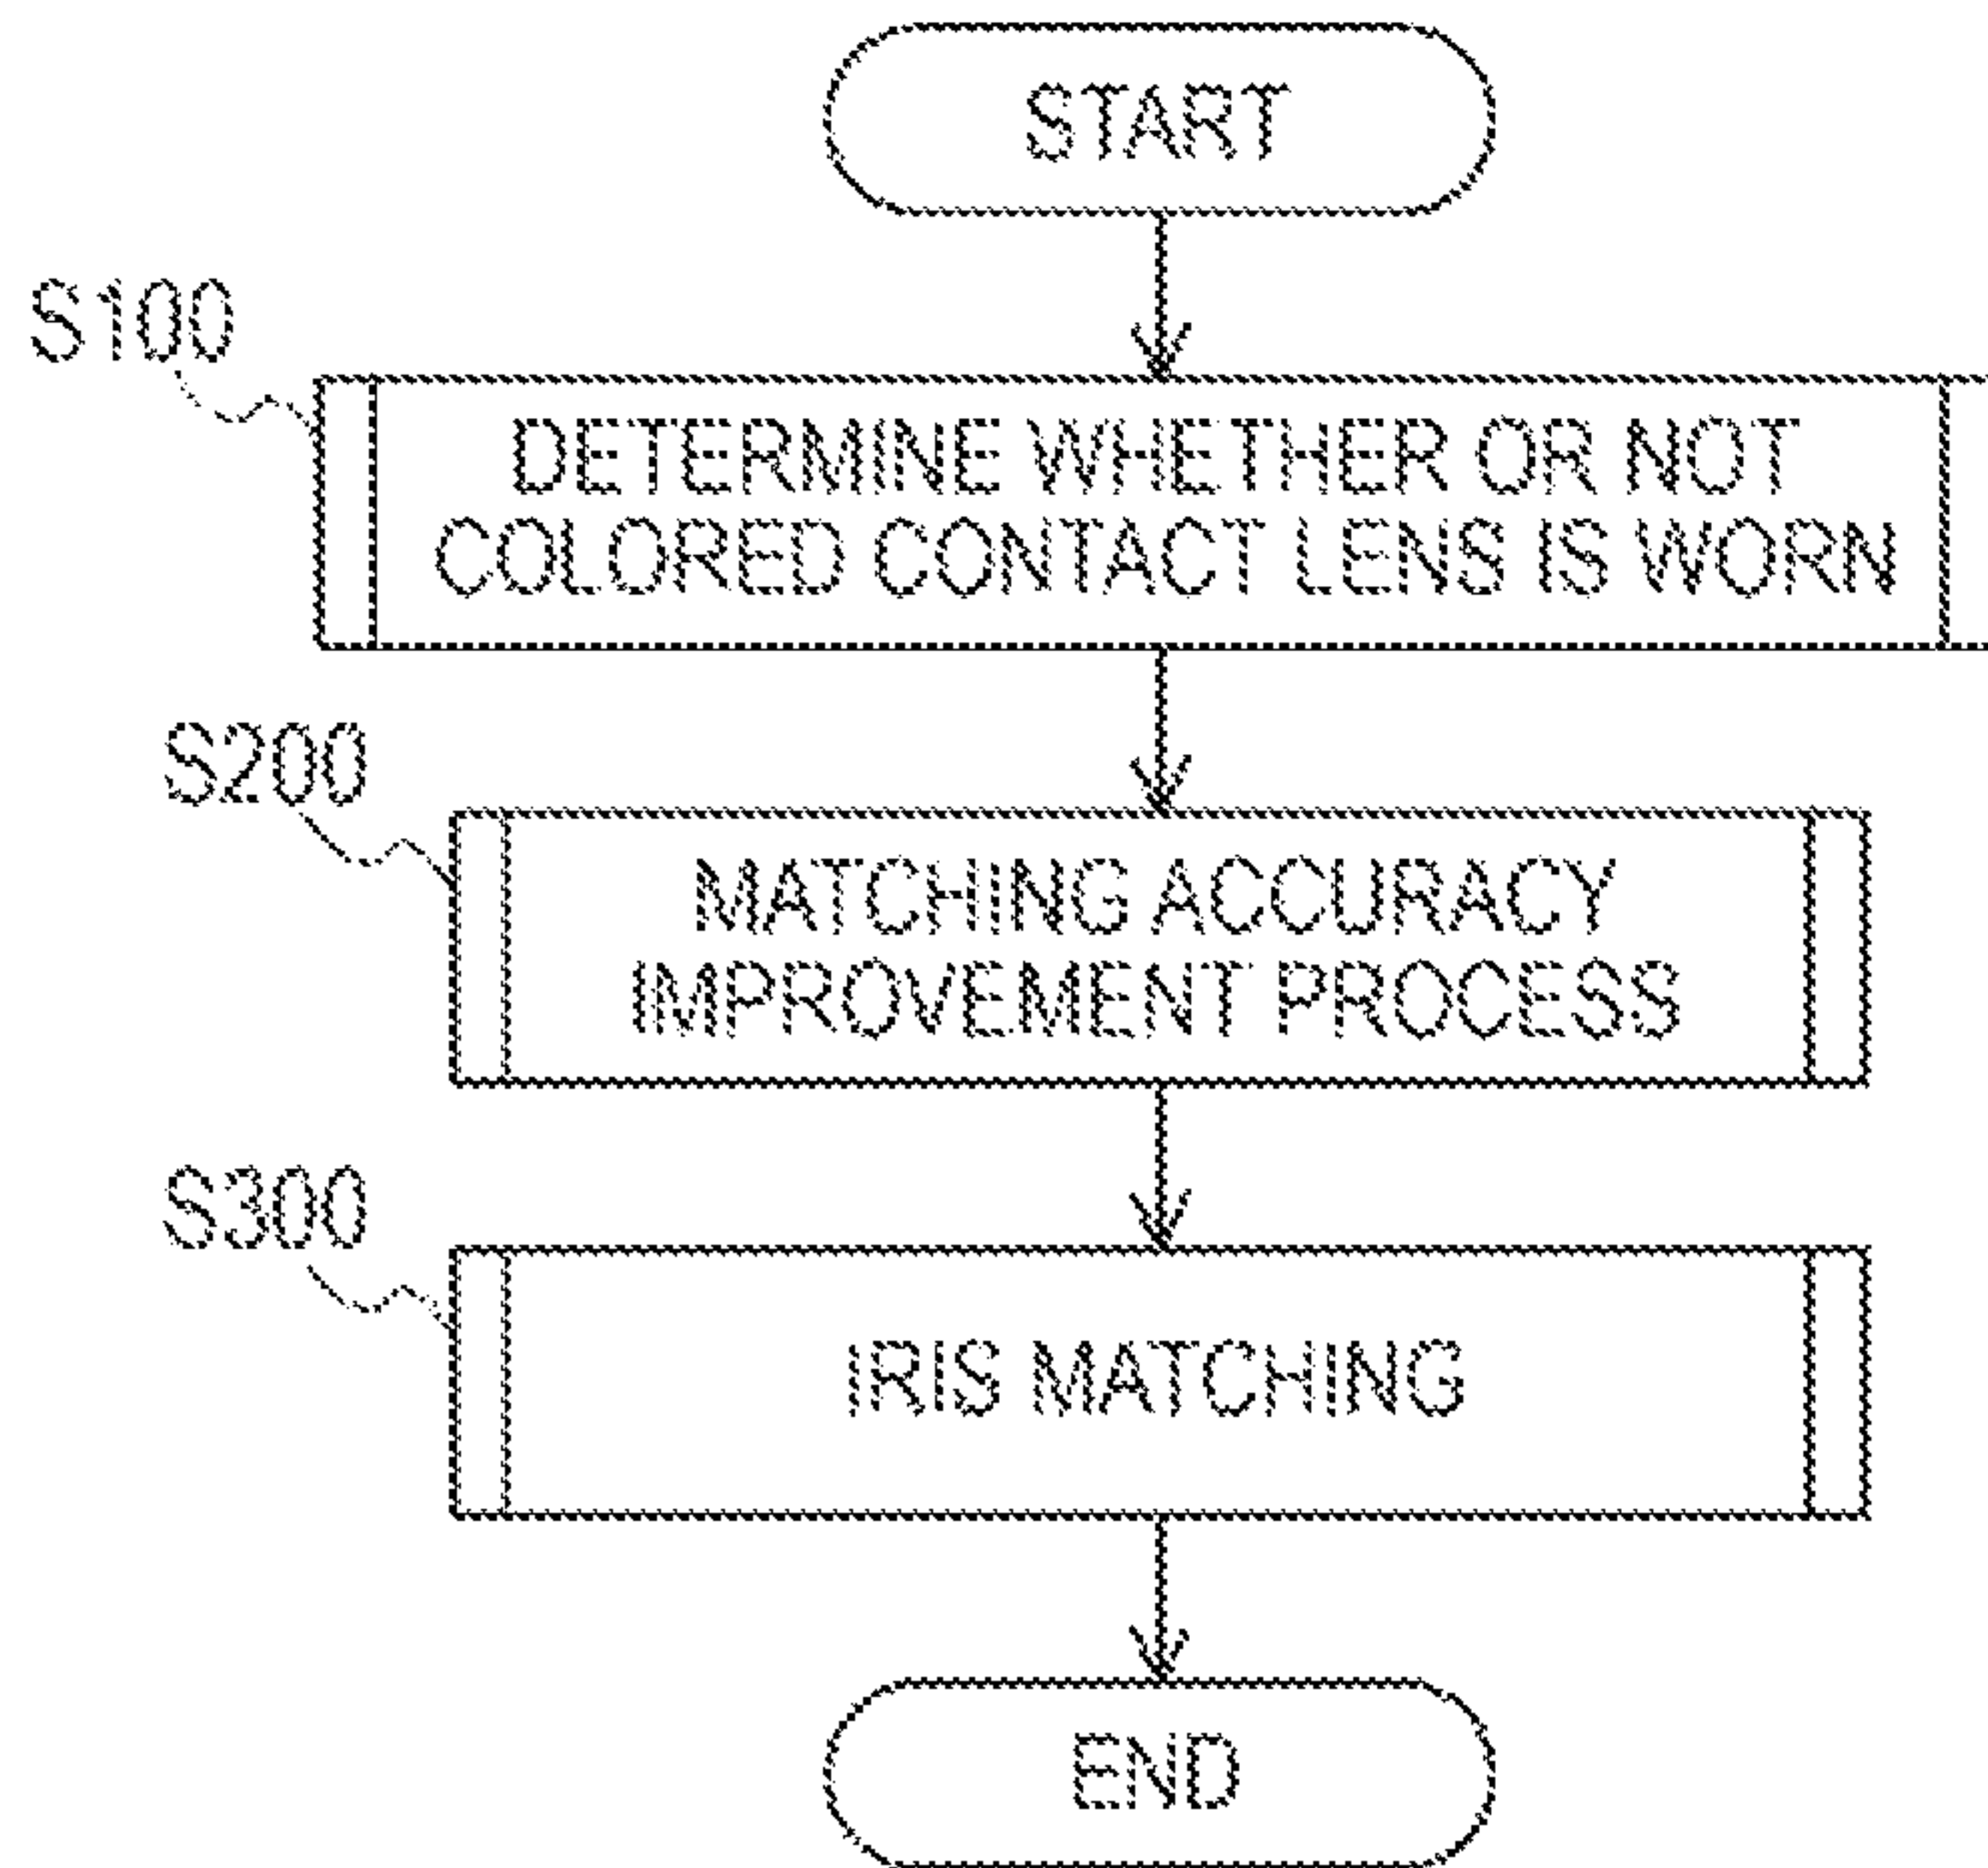 START
S100
DETERMINE WHETHER OR NOT
COLORED CONTACT LENS IS WORN
S200
MATCHING ACCURACY
IMPROVEMENT PROCESS
S300
IRIS MATCHING
END